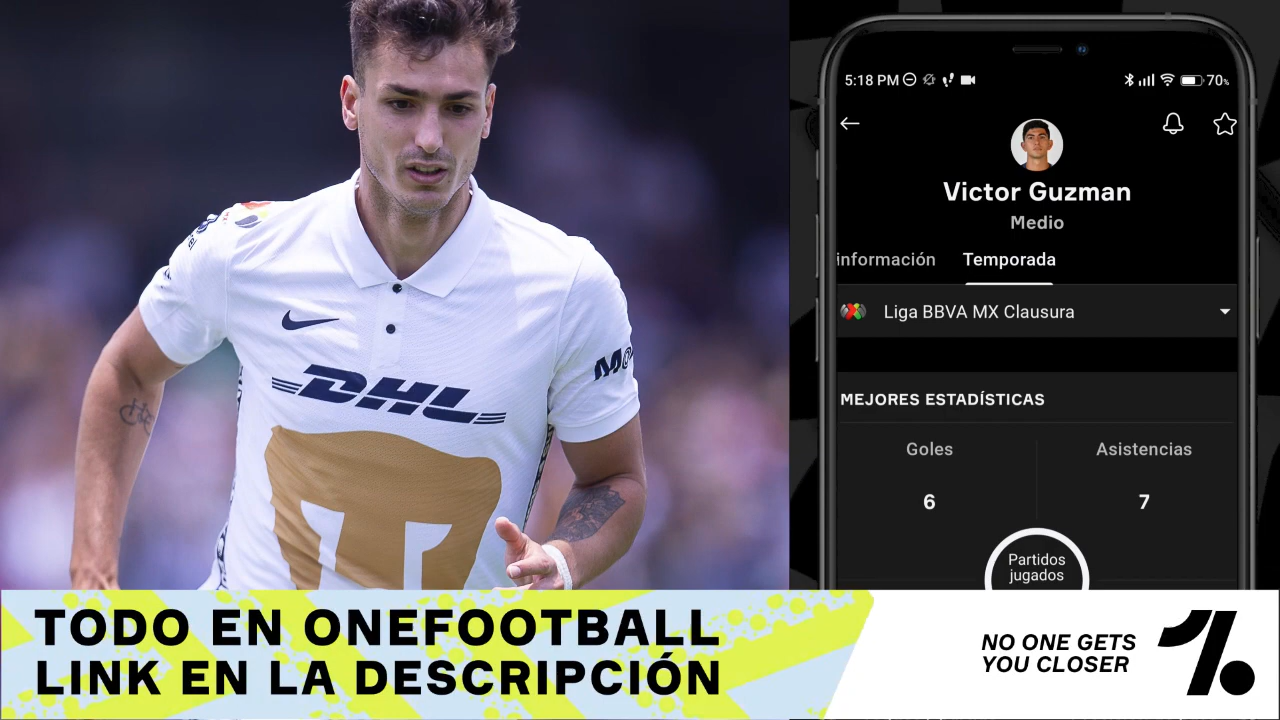 DHL
5:18 PM
70%
Victor Guzman
Medio
información
Temporada
Liga BBVA MX Clausura
MEJORES ESTADÍSTICAS
Goles
Asistencias
6
7
Partidos
jugados
TODO EN ONEFOOTBALL
LINK EN LA DESCRIPCIÓN
NO ONE GETS
YOU CLOSER